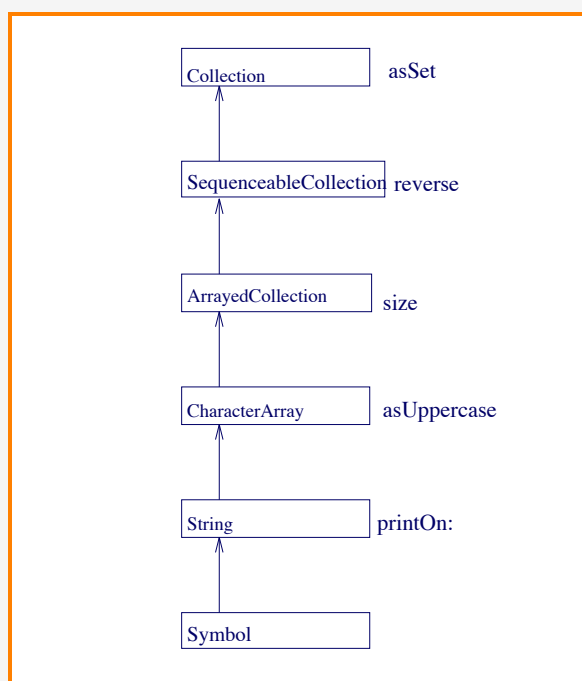 Collection asSet
SequenceableCollection reverse
ArrayedCollection size
CharacterArray asUppercase
String printOn:
Symbol